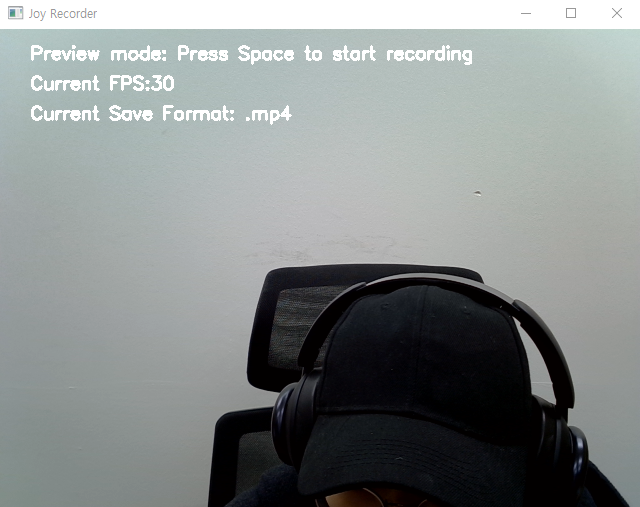 Joy Recorder
Preview mode: Press Space to start recording
Current FPS:30
Current Save Format: .mp4